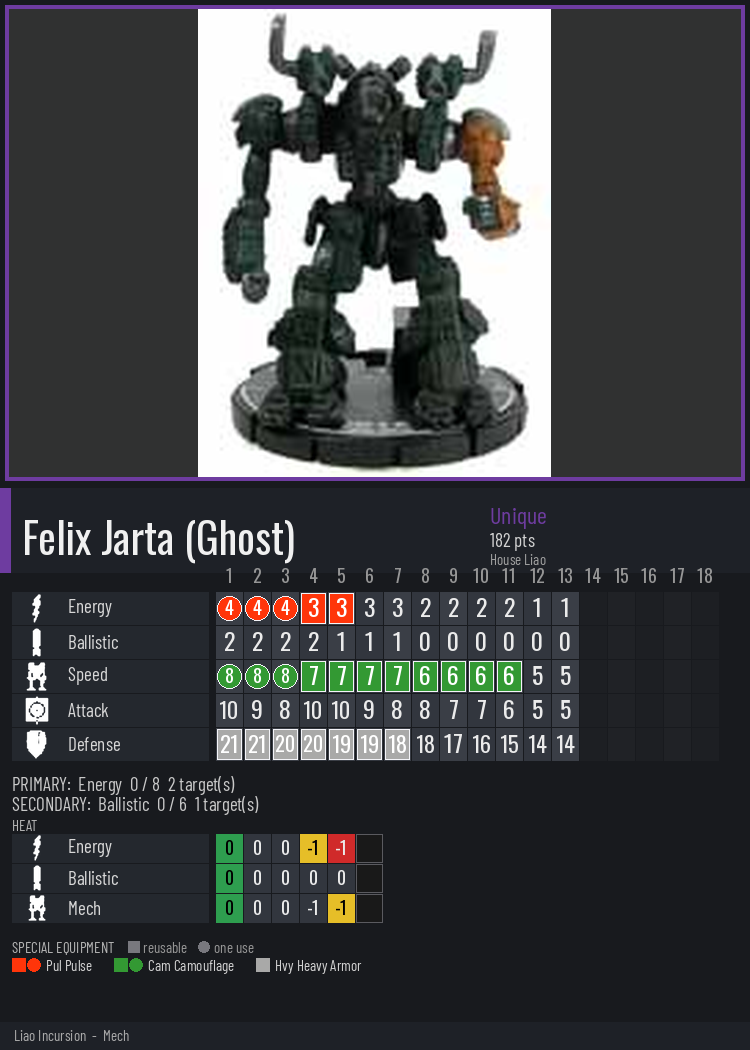 Felix Jarta (Ghost)
Unique
182 pts
House Liao
1 2 3 4 5 6 7 8 9 10 11 12 13 14 15 16 17 18
Energy 4 4 4 3 3 3 3 2 2 2 2 1 1
Ballistic 2 2 2 2 1 1 1 0 0 0 0 0 0
Speed 8 8 8 7 7 7 7 6 6 6 6 5 5
Attack 10 9 8 10 10 9 8 8 7 7 6 5 5
Defense 21 21 20 20 19 19 18 18 17 16 15 14 14
PRIMARY: Energy 0 / 8 2 target(s)
SECONDARY: Ballistic 0 / 6 1 target(s)
HEAT
Energy 0 0 0 -1 -1
Ballistic 0 0 0 0 0
Mech 0 0 0 -1 -1
SPECIAL EQUIPMENT reusable one use
Pul Pulse Cam Camouflage Hvy Heavy Armor
Liao Incursion - Mech